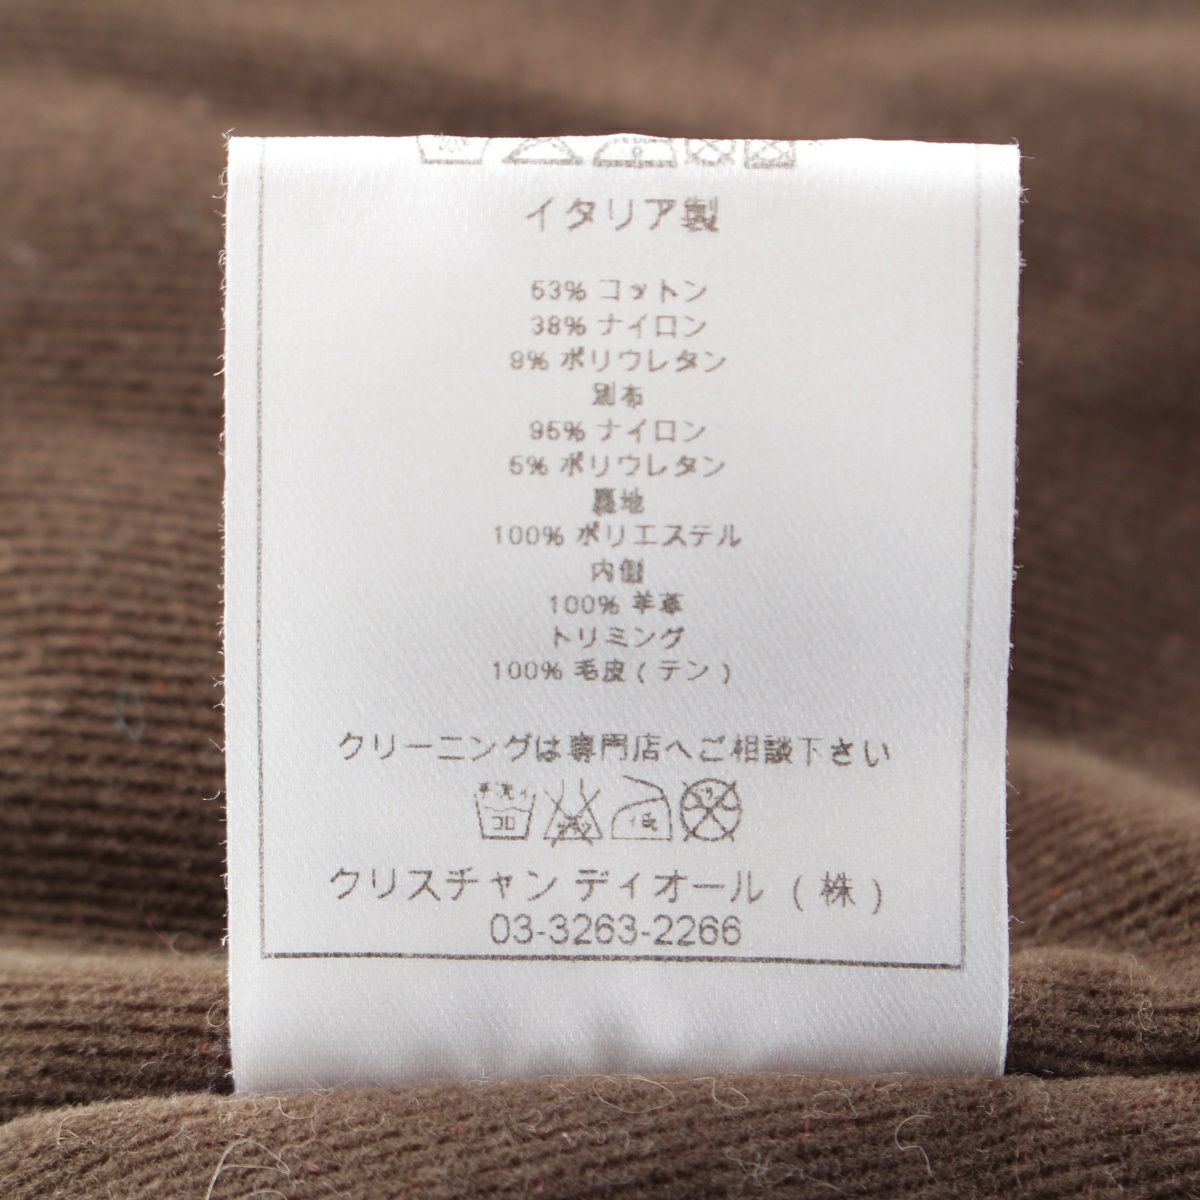 イタリア製
53% コットン
38% ナイロン
9% ポリウレタン
別布
95% ナイロン
5% ポリウレタン
裏地
100% ポリエステル
内側
100% 羊革
トリミング
100% 毛皮 ( テン )
クリーニングは専門店へご相談下さい
クリスチャン ディオール ( 株 )
03-3263-2266